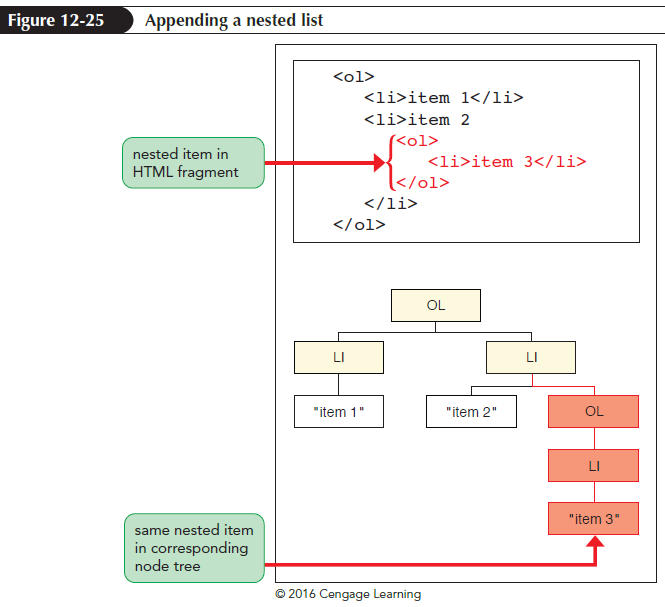 Figure 12-25 Appending a nested list
<ol>
<li>item 1</li>
<li>item 2
<ol>
<li>item 3</li>
</ol>
</li>
</ol>
nested item in
HTML fragment
OL
LI LI
"item 1" "item 2" OL
LI
"item 3"
same nested item
in corresponding
node tree
© 2016 Cengage Learning